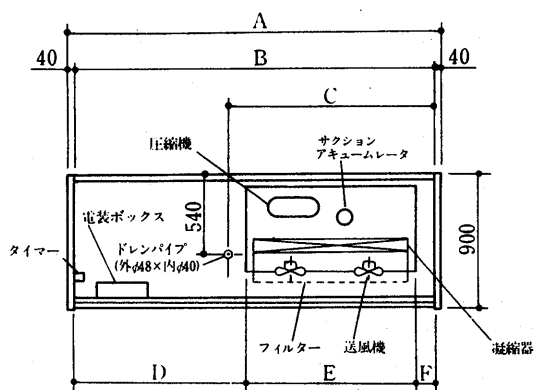 A
40
B
40
C
圧縮機
サクション
アキュームレータ
電装ボックス
540
900
タイマー
ドレンパイプ
(外φ48×内φ40)
フィルター
送風機
凝縮器
D
E
F